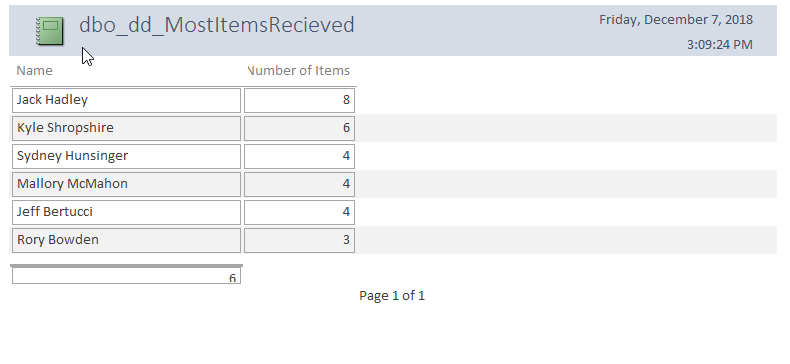 dbo_dd_MostItemsRecieved
Friday, December 7, 2018
3:09:24 PM
Name Number of Items
Jack Hadley 8
Kyle Shropshire 6
Sydney Hunsinger 4
Mallory McMahon 4
Jeff Bertucci 4
Rory Bowden 3
6
Page 1 of 1